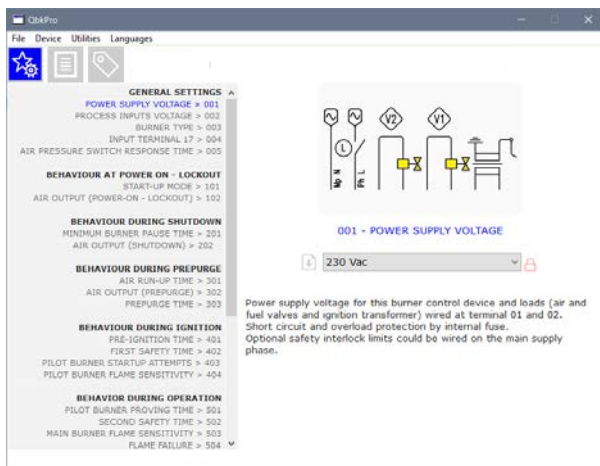 QbkPro
File Device Utilities Languages
GENERAL SETTINGS
POWER SUPPLY VOLTAGE > 001
PROCESS INPUTS VOLTAGE > 002
BURNER TYPE > 003
INPUT TERMINAL 17 > 004
AIR PRESSURE SWITCH RESPONSE TIME > 005
BEHAVIOUR AT POWER ON - LOCKOUT
START-UP MODE > 101
AIR OUTPUT (POWER-ON - LOCKOUT) > 102
BEHAVIOUR DURING SHUTDOWN
MINIMUM BURNER PAUSE TIME > 201
AIR OUTPUT (SHUTDOWN) > 202
BEHAVIOUR DURING PREPURGE
AIR RUN-UP TIME > 301
AIR OUTPUT (PREPURGE) > 302
PREPURGE TIME > 303
BEHAVIOUR DURING IGNITION
PRE-IGNITION TIME > 401
FIRST SAFETY TIME > 402
PILOT BURNER STARTUP ATTEMPTS > 403
PILOT BURNER FLAME SENSITIVITY > 404
BEHAVIOR DURING OPERATION
PILOT BURNER PROVING TIME > 501
SECOND SAFETY TIME > 502
MAIN BURNER FLAME SENSITIVITY > 503
FLAME FAILURE > 504
V2 V1
L
Mp N
Ph L
001 - POWER SUPPLY VOLTAGE
230 Vac
Power supply voltage for this burner control device and loads (air and
fuel valves and ignition transformer) wired at terminal 01 and 02.
Short circuit and overload protection by internal fuse.
Optional safety interlock limits could be wired on the main supply
phase.